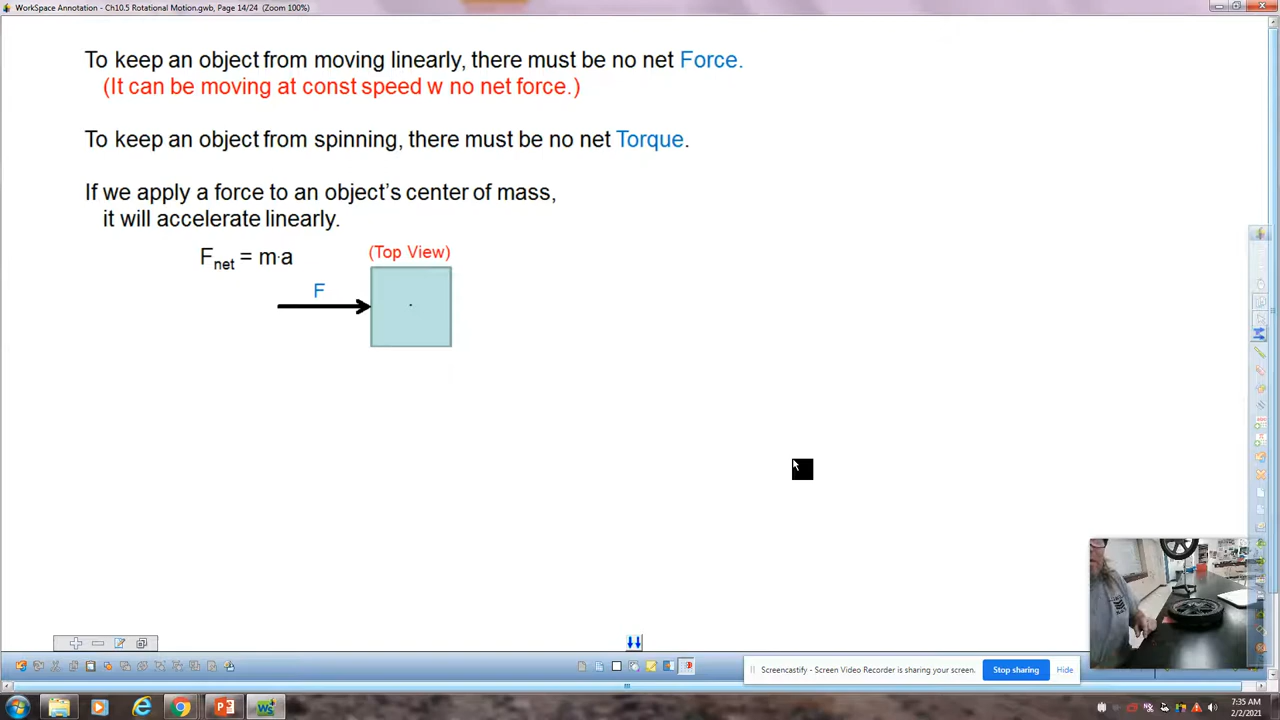 WorkSpace Annotation - Ch10.5 Rotational Motion.gwb, Page 14/24 (Zoom 100%)
To keep an object from moving linearly, there must be no net Force.
(It can be moving at const speed w no net force.)
To keep an object from spinning, there must be no net Torque.
If we apply a force to an object's center of mass,
it will accelerate linearly.
Fnet = m·a
(Top View)
F
Screencastify - Screen Video Recorder is sharing your screen.
Stop sharing
Hide
7:35 AM
2/2/2021